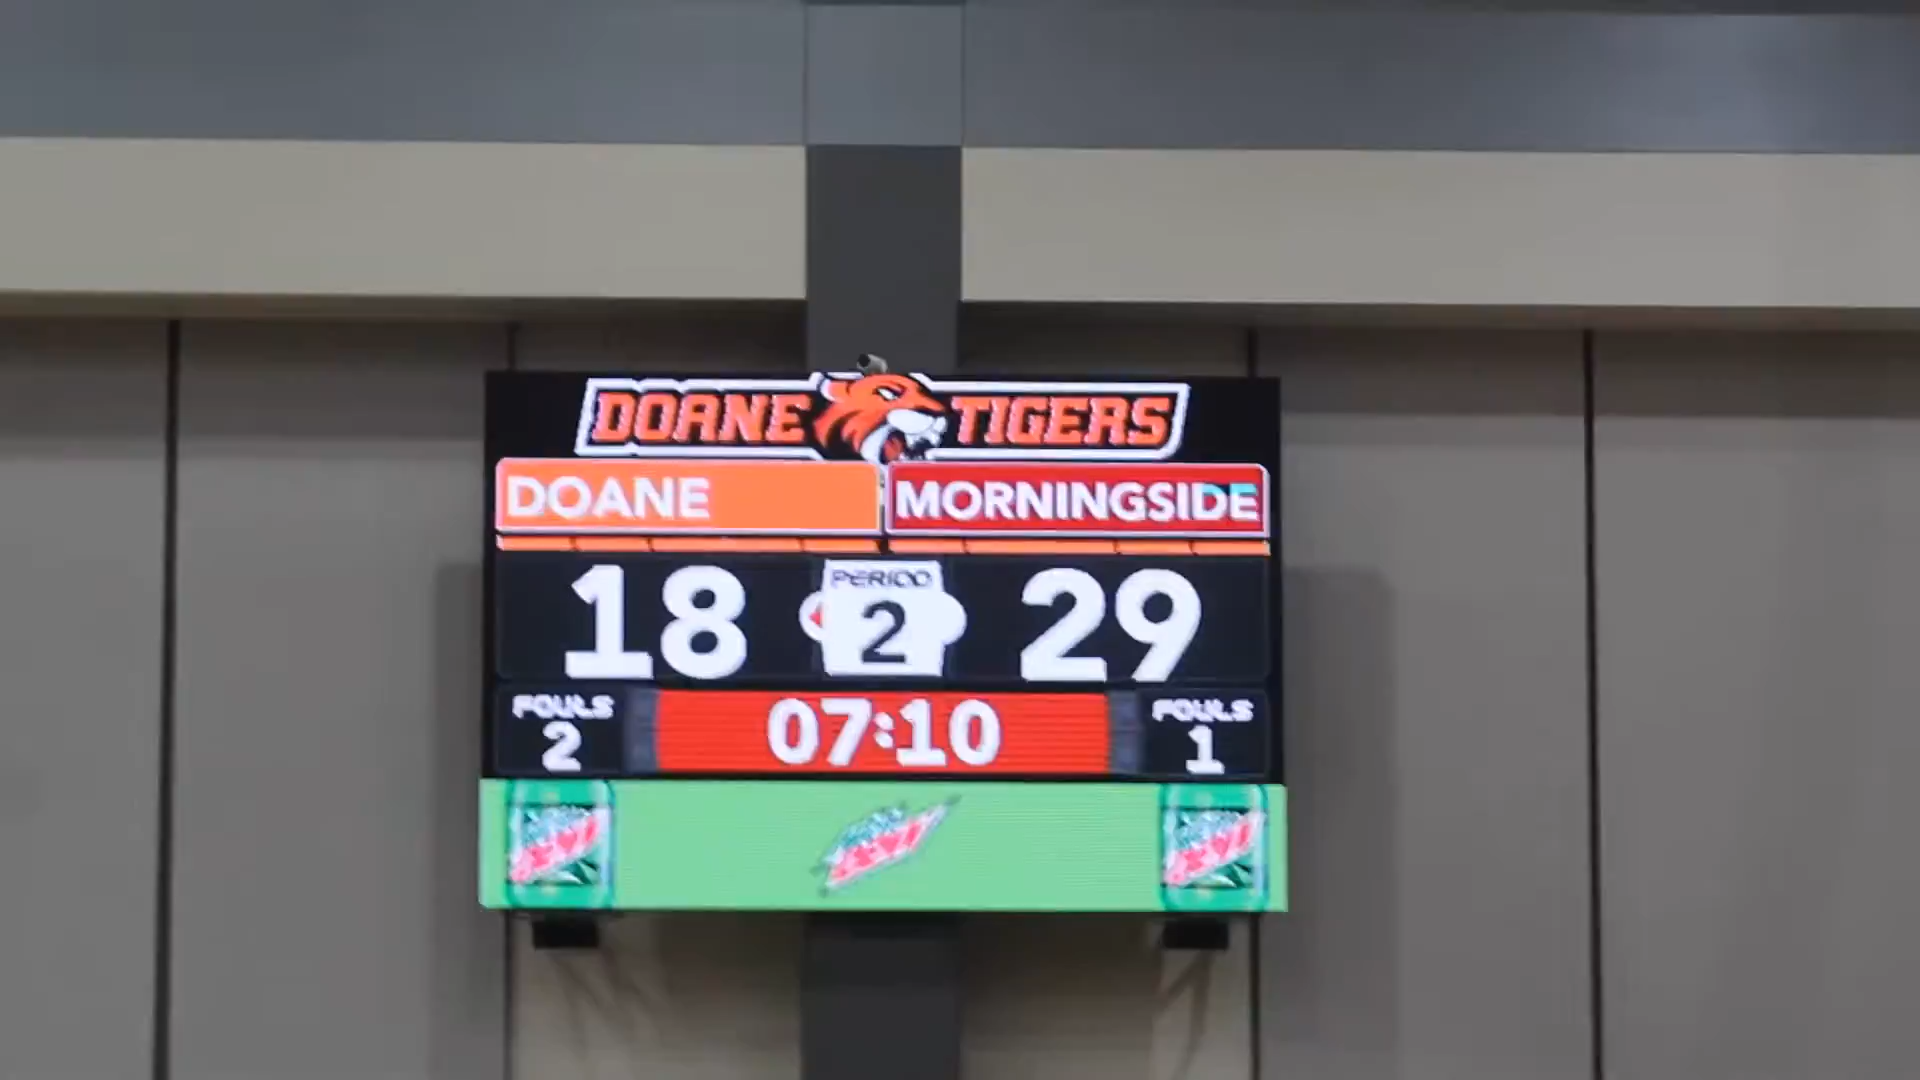 DOANE TIGERS
DOANE MORNINGSIDE
18 PERIOD 2 29
FOULS 2 07:10 FOULS 1